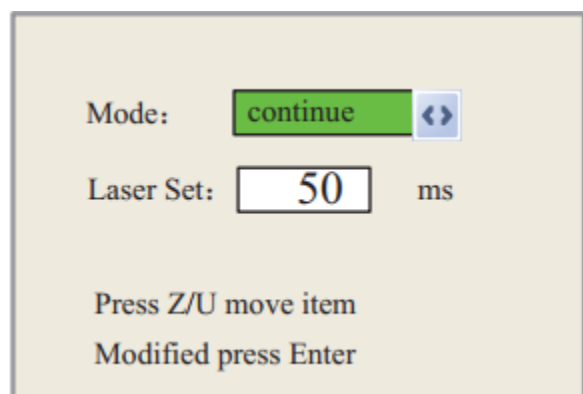 Mode： continue
Laser Set： 50 ms
Press Z/U move item
Modified press Enter